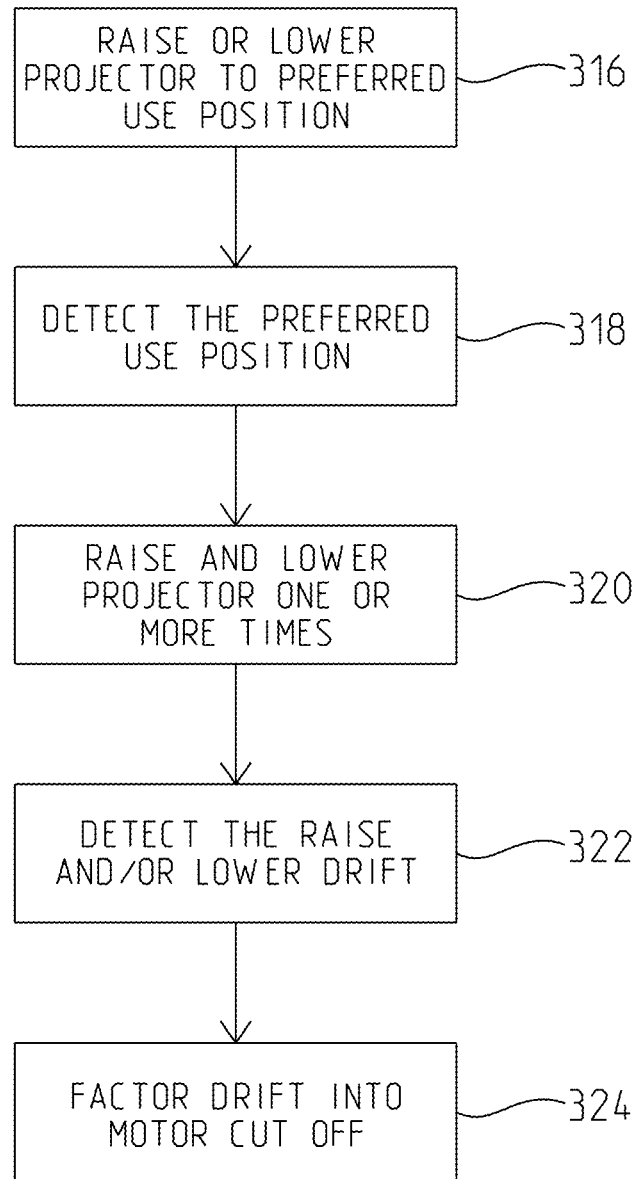 RAISE OR LOWER
PROJECTOR TO PREFERRED
USE POSITION
316
DETECT THE PREFERRED
USE POSITION
318
RAISE AND LOWER
PROJECTOR ONE OR
MORE TIMES
320
DETECT THE RAISE
AND/OR LOWER DRIFT
322
FACTOR DRIFT INTO
MOTOR CUT OFF
324